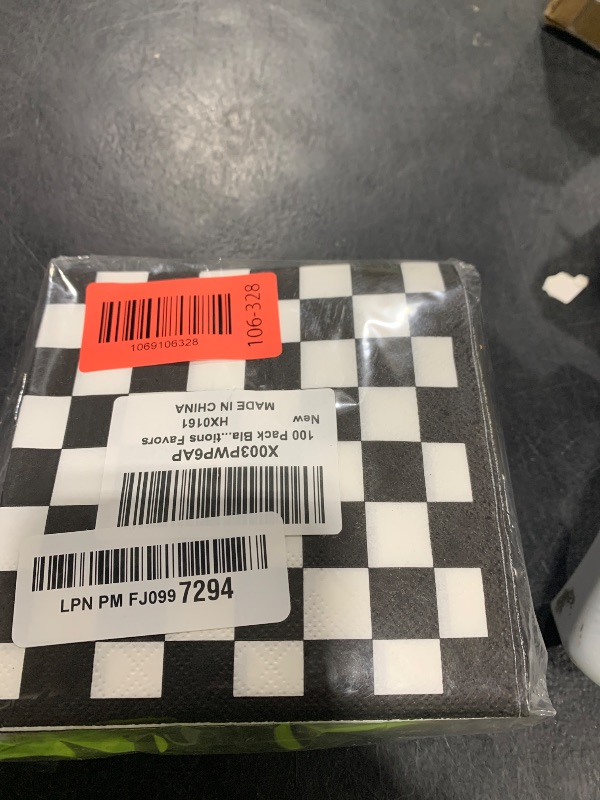 1069106328
106-328
X003PWP6AP
100 Pack Bla...tions Favors
New HX0161
MADE IN CHINA
LPN PM FJ099 7294